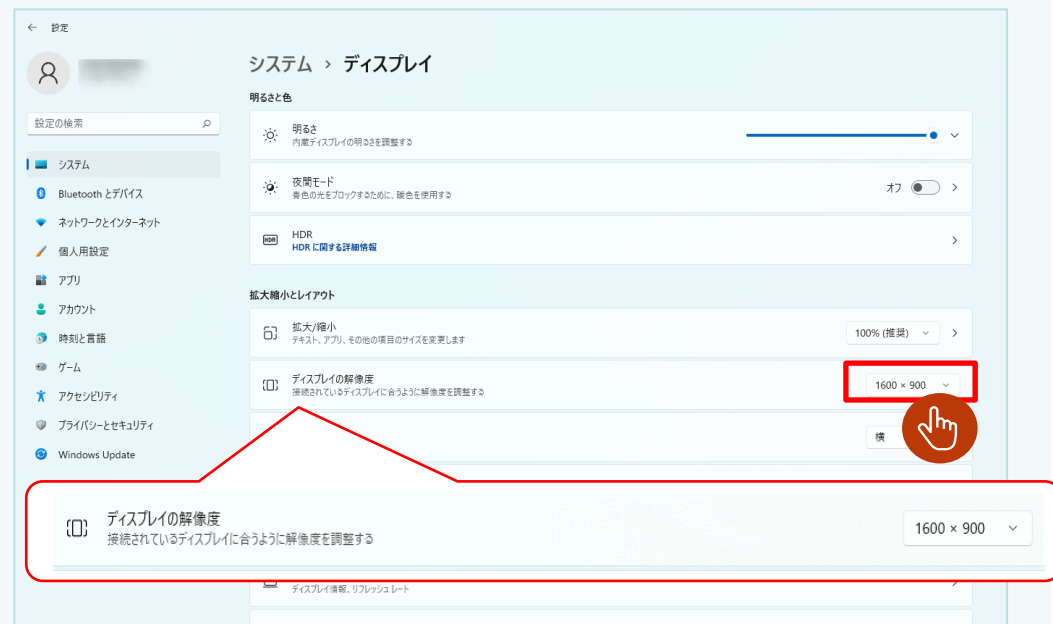 ← 設定
システム › ディスプレイ
明るさと色
設定の検索
明るさ
内蔵ディスプレイの明るさを調整する
システム
Bluetooth とデバイス
ネットワークとインターネット
個人用設定
アプリ
アカウント
時刻と言語
ゲーム
アクセシビリティ
プライバシーとセキュリティ
Windows Update
夜間モード
青色の光をブロックするために、暖色を使用する
オフ
HDR
HDR
HDR に関する詳細情報
拡大縮小とレイアウト
拡大/縮小
テキスト、アプリ、その他の項目のサイズを変更します
100% (推奨)
ディスプレイの解像度
接続されているディスプレイに合うように解像度を調整する
1600 × 900
横
ディスプレイの解像度
接続されているディスプレイに合うように解像度を調整する
1600 × 900
ディスプレイ情報、リフレッシュ レート